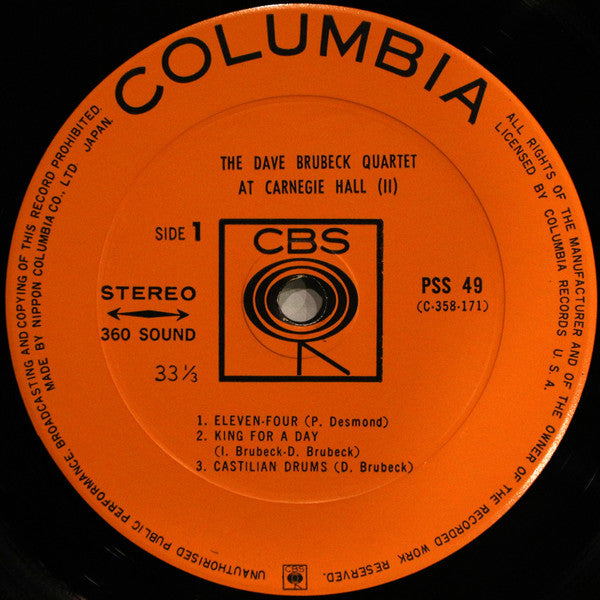 COLUMBIA
THE DAVE BRUBECK QUARTET
AT CARNEGIE HALL (II)
SIDE 1
CBS
STEREO
360 SOUND
33 1/3
PSS 49
(C-358-171)
1. ELEVEN-FOUR (P. Desmond)
2. KING FOR A DAY
(I. Brubeck-D. Brubeck)
3. CASTILIAN DRUMS (D. Brubeck)
CBS
ALL RIGHTS OF THE MANUFACTURER AND OF THE OWNER OF THE RECORDED WORK RESERVED.
LICENSED BY COLUMBIA RECORDS U. S. A.
UNAUTHORISED PUBLIC PERFORMANCE, BROADCASTING AND COPYING OF THIS RECORD PROHIBITED.
MADE BY NIPPON COLUMBIA CO., LTD JAPAN.